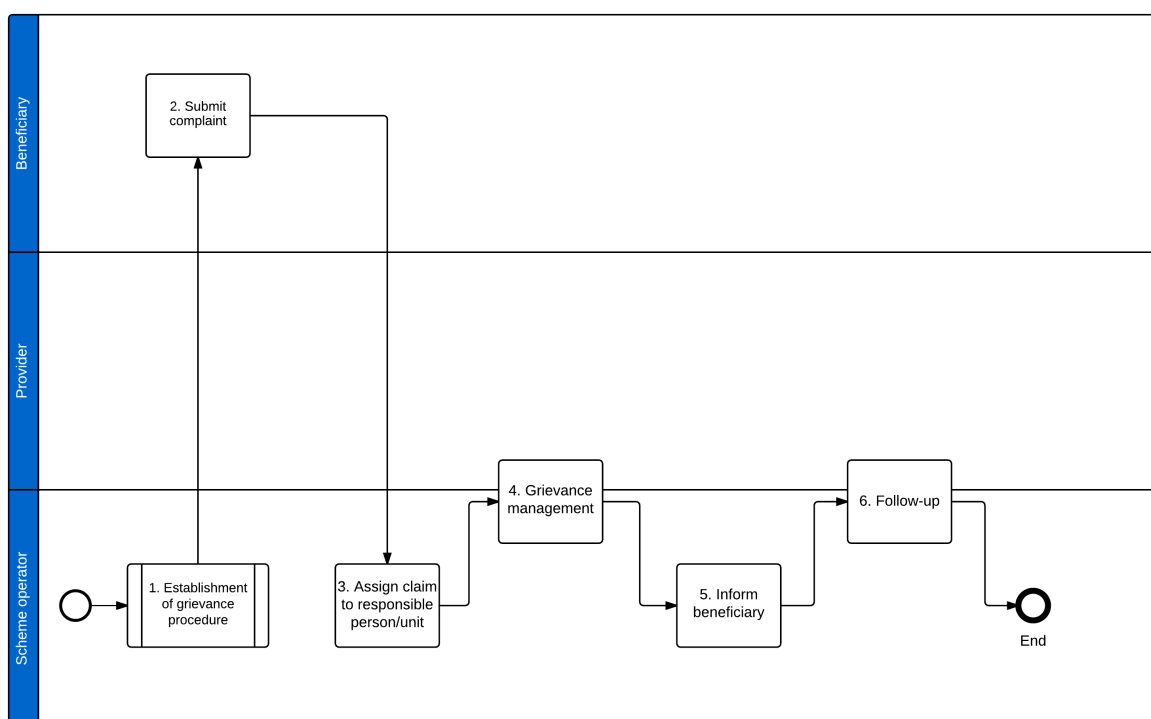 Beneficiary
2. Submit
complaint
Provider
4. Grievance
management
6. Follow-up
Scheme operator
1. Establishment
of grievance
procedure
3. Assign claim
to responsible
person/unit
5. Inform
beneficiary
End